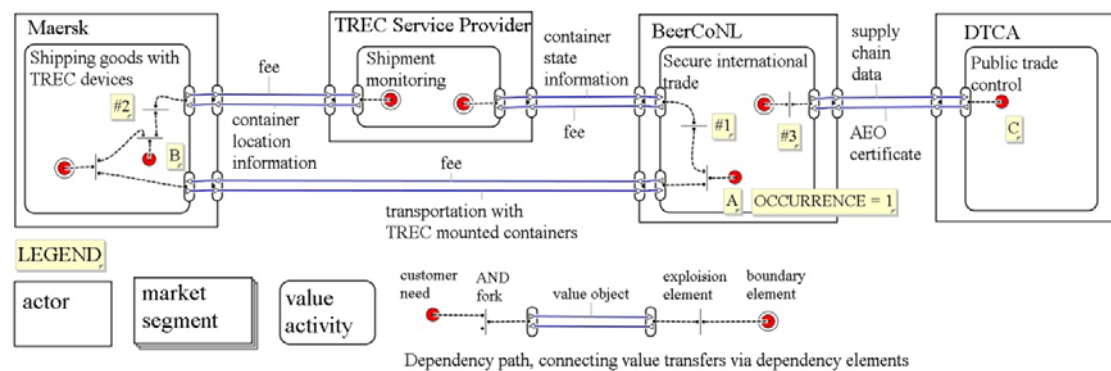 Maersk
Shipping goods with
TREC devices
#2
B
fee
container
location
information
TREC Service Provider
Shipment
monitoring
container
state
information
fee
fee
transportation with
TREC mounted containers
BeerCoNL
Secure international
trade
#1
#3
A
OCCURRENCE = 1
supply
chain
data
AEO
certificate
DTCA
Public trade
control
C
LEGEND
actor
market
segment
value
activity
customer
need
AND
fork
value object
exploision
element
boundary
element
Dependency path, connecting value transfers via dependency elements